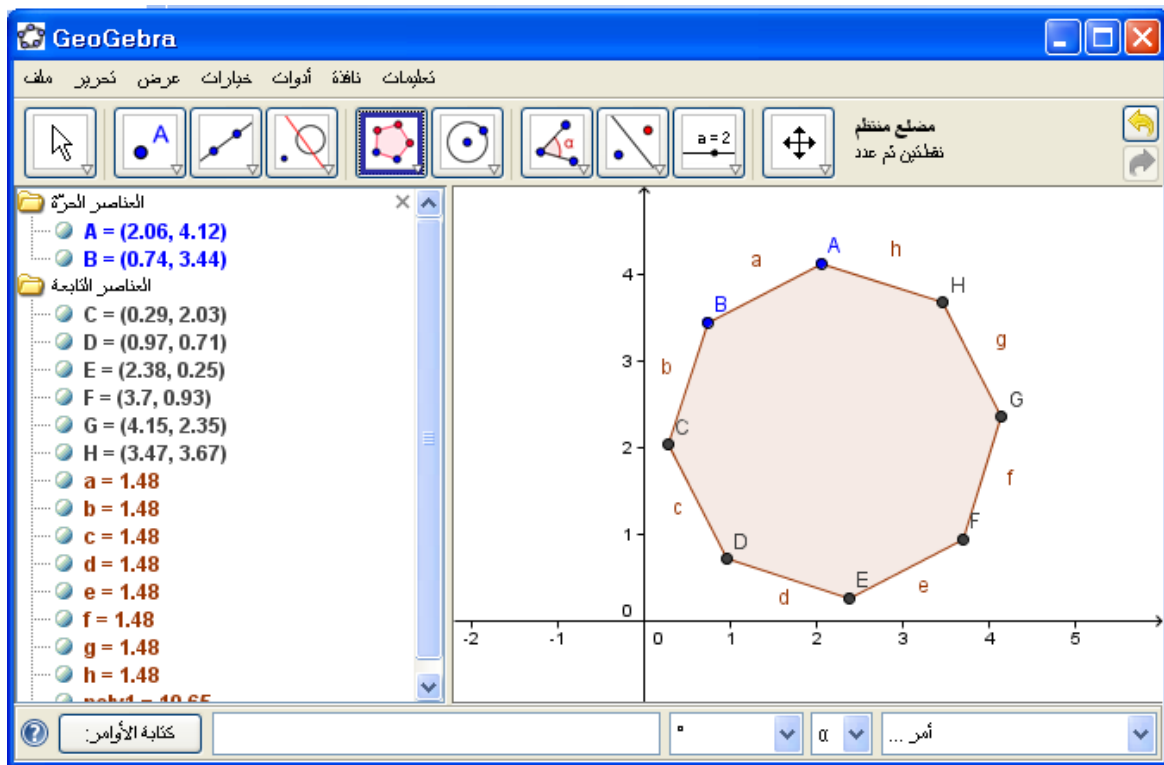 GeoGebra
ملف تحرير عرض خيارات أدوات نافذة تعليمات
A
α
a = 2
مضلع منتظم
نقطتين ثم عدد
العناصر الحرّة
A = (2.06, 4.12)
B = (0.74, 3.44)
العناصر التابعة
C = (0.29, 2.03)
D = (0.97, 0.71)
E = (2.38, 0.25)
F = (3.7, 0.93)
G = (4.15, 2.35)
H = (3.47, 3.67)
a = 1.48
b = 1.48
c = 1.48
d = 1.48
e = 1.48
f = 1.48
g = 1.48
h = 1.48
poly1 = 10.65
A
h
a
H
B
4
g
b
3
G
C
2
f
c
F
D
1
E
e
d
0
-2 -1 0 1 2 3 4 5
كتابة الأوامر:
° α أمر ...